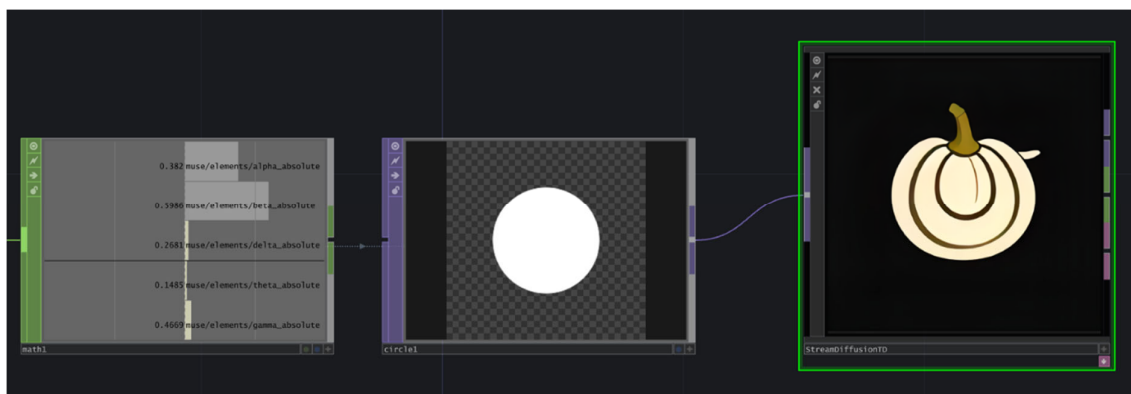 0.382 muse/elements/alpha_absolute
0.5986 muse/elements/beta_absolute
0.2681 muse/elements/delta_absolute
0.1485 muse/elements/theta_absolute
0.4669 muse/elements/gamma_absolute
math1
circle1
StreamDiffusionTD